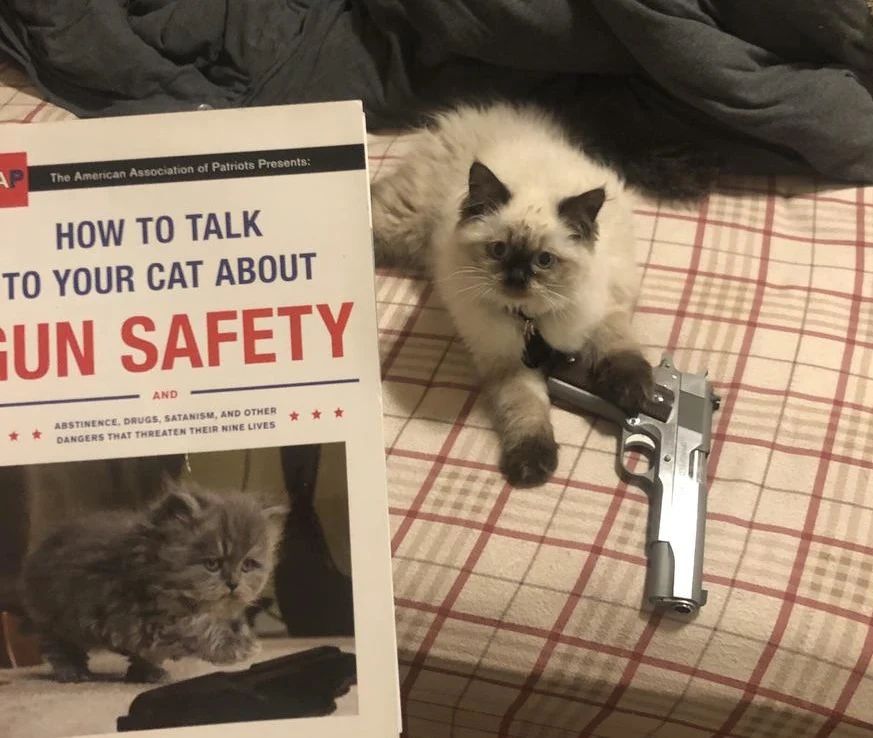 AP
The American Association of Patriots Presents:
HOW TO TALK
TO YOUR CAT ABOUT
GUN SAFETY
AND
ABSTINENCE, DRUGS, SATANISM, AND OTHER
DANGERS THAT THREATEN THEIR NINE LIVES